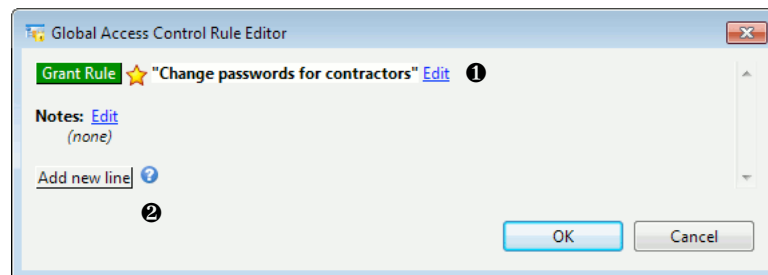 Global Access Control Rule Editor
Grant Rule "Change passwords for contractors" Edit ❶
Notes: Edit
(none)
Add new line ?
❷
OK Cancel